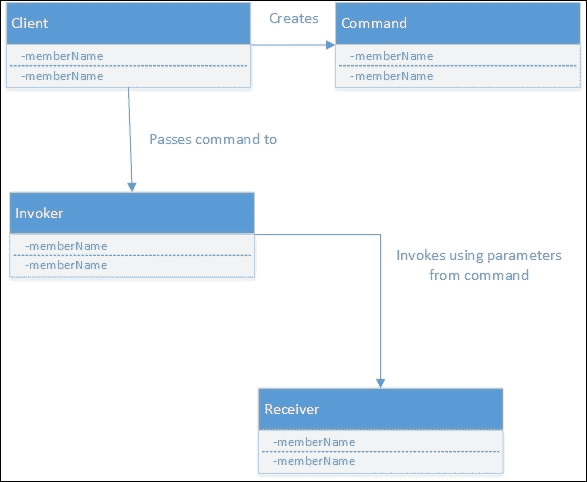 Client
-memberName
-memberName
Creates
Command
-memberName
-memberName
Passes command to
Invoker
-memberName
-memberName
Invokes using parameters
from command
Receiver
-memberName
-memberName